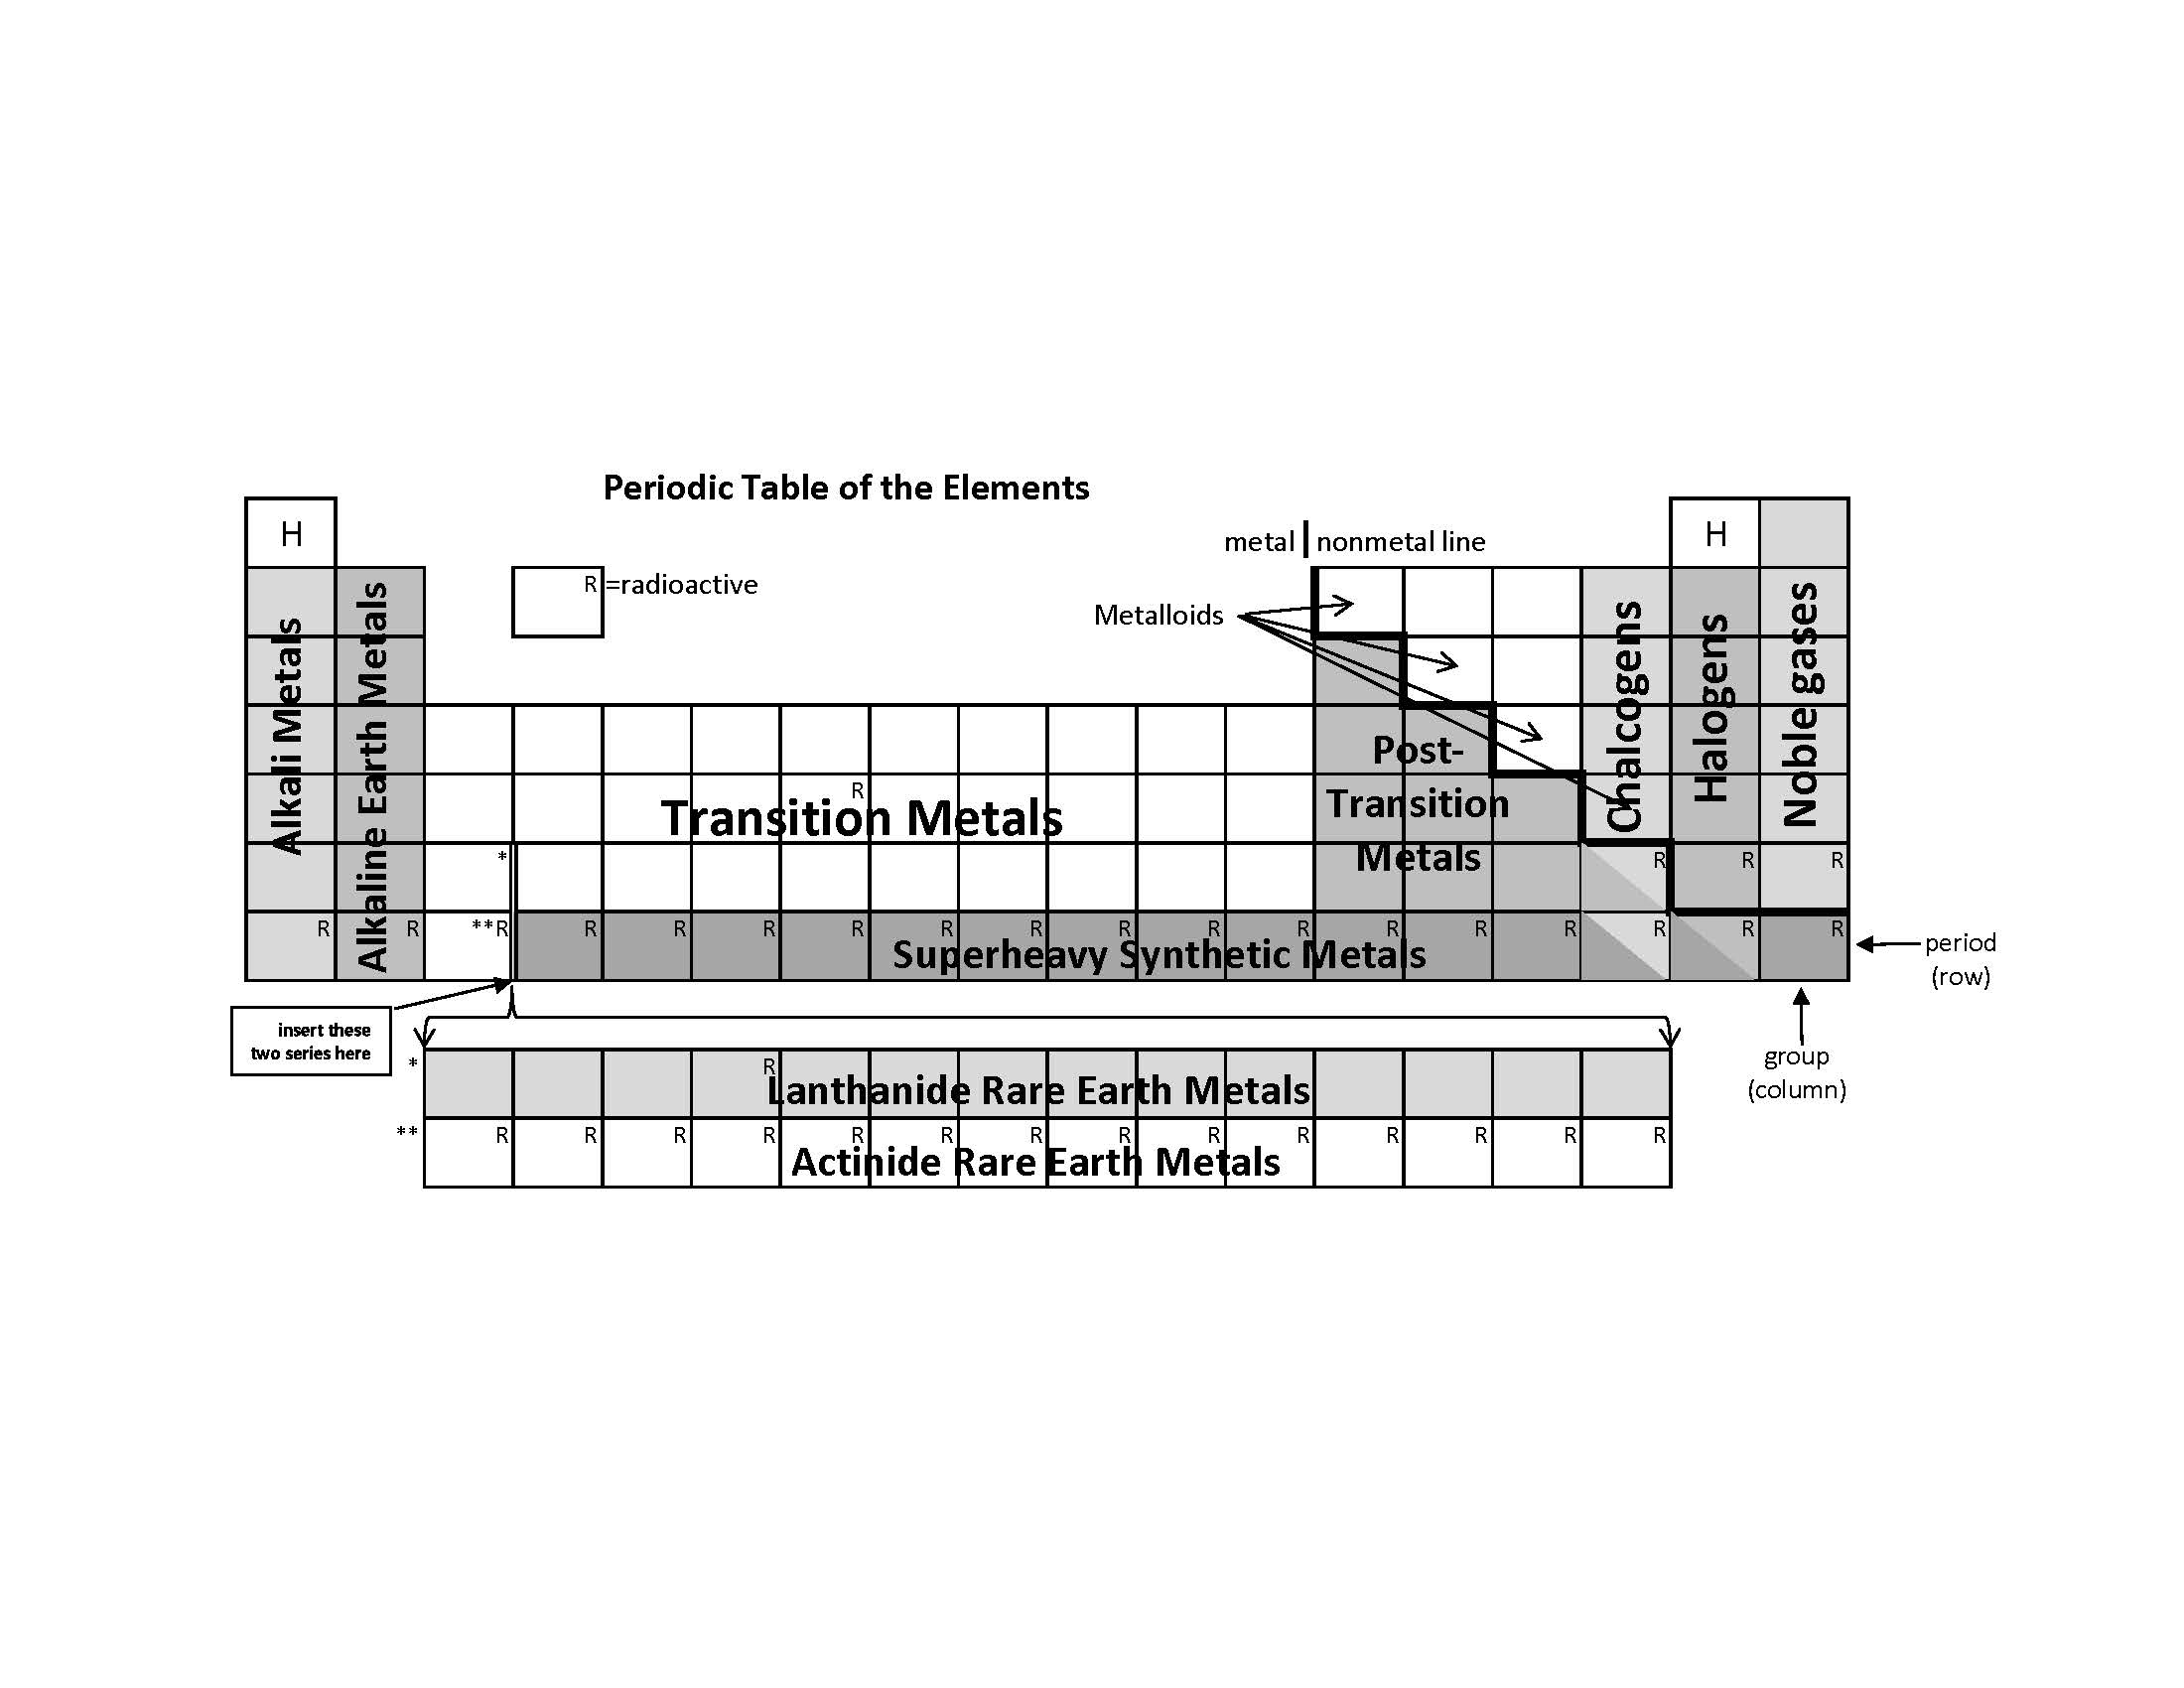 Periodic Table of the Elements
H
H
metal | nonmetal line
R =radioactive
Metalloids
Alkali Metals
Alkaline Earth Metals
Chalcogens
Halogens
Noble gases
Post-
Transition
Metals
R
Transition Metals
*
R R R
R R **R R R R R R R R R R R R R R R R
Superheavy Synthetic Metals
period
(row)
insert these
two series here
group
(column)
* R
Lanthanide Rare Earth Metals
** R R R R R R R R R R R R R R
Actinide Rare Earth Metals